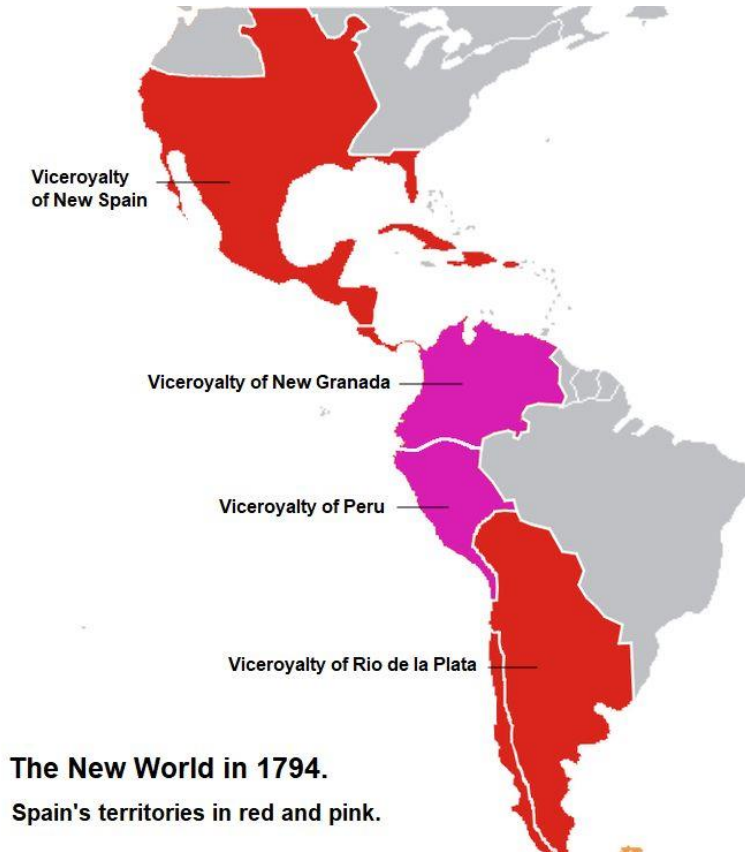 Viceroyalty
of New Spain
Viceroyalty of New Granada
Viceroyalty of Peru
Viceroyalty of Rio de la Plata
The New World in 1794.
Spain's territories in red and pink.